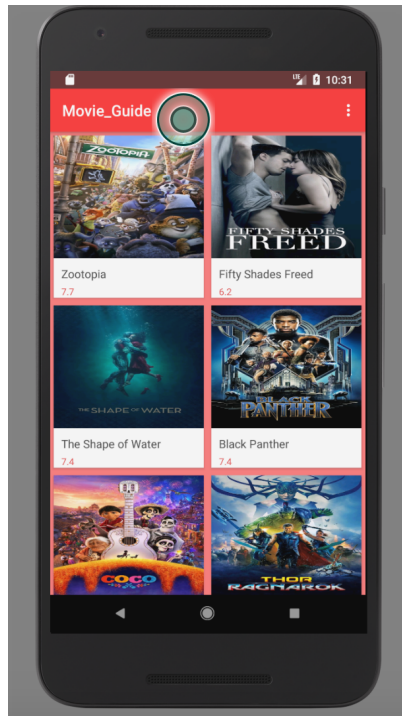 LTE 10:31
Movie_Guide
ZOOTOPIA
FIFTY SHADES
FREED
Zootopia
Fifty Shades Freed
7.7
6.2
THE SHAPE OF WATER
BLACK
PANTHER
The Shape of Water
Black Panther
7.4
7.4
COCO
THOR
RAGNAROK